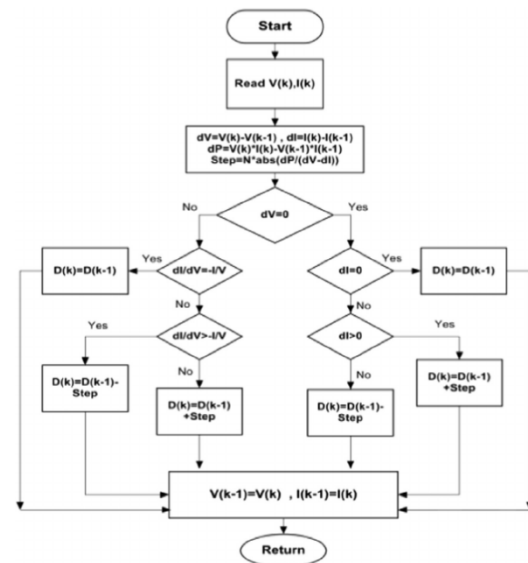 Start
Read V(k),I(k)
dV=V(k)-V(k-1) , dI=I(k)-I(k-1)
dP=V(k)*I(k)-V(k-1)*I(k-1)
Step=N*abs(dP/(dV-dI))
No
dV=0
Yes
D(k)=D(k-1)
Yes
dI/dV=-I/V
dI=0
Yes
D(k)=D(k-1)
No
No
Yes
dI/dV>-I/V
dI>0
Yes
D(k)=D(k-1)-
Step
No
D(k)=D(k-1)
+Step
No
D(k)=D(k-1)-
Step
D(k)=D(k-1)
+Step
V(k-1)=V(k) , I(k-1)=I(k)
Return